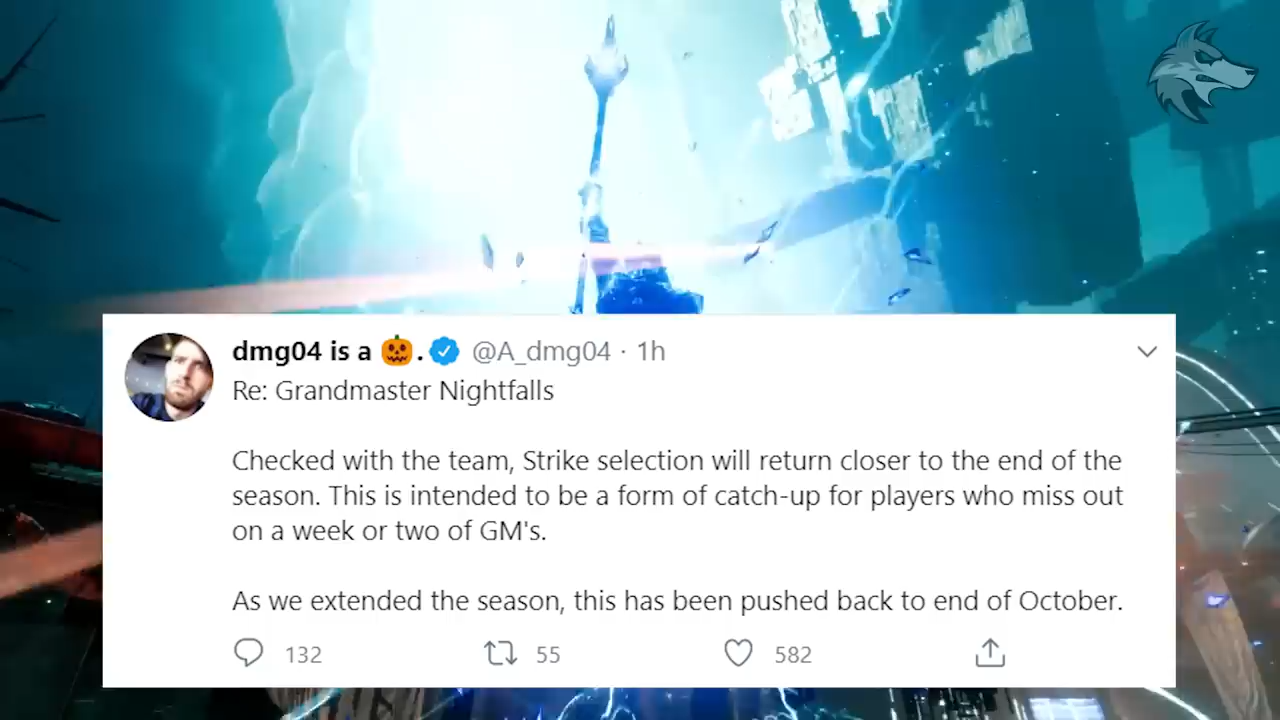 dmg04 is a 🎃. @A_dmg04 · 1h
Re: Grandmaster Nightfalls
Checked with the team, Strike selection will return closer to the end of the
season. This is intended to be a form of catch-up for players who miss out
on a week or two of GM's.
As we extended the season, this has been pushed back to end of October.
132 55 582